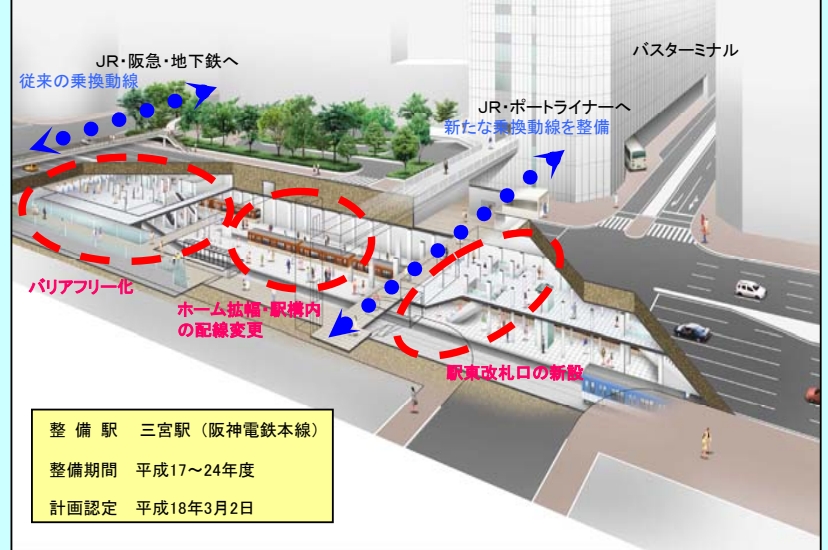 JR・阪急・地下鉄へ
従来の乗換動線
バスターミナル
JR・ポートライナーへ
新たな乗換動線を整備
バリアフリー化
ホーム拡幅・駅構内
の配線変更
駅東改札口の新設
整備駅 三宮駅（阪神電鉄本線）
整備期間 平成17～24年度
計画認定 平成18年3月2日